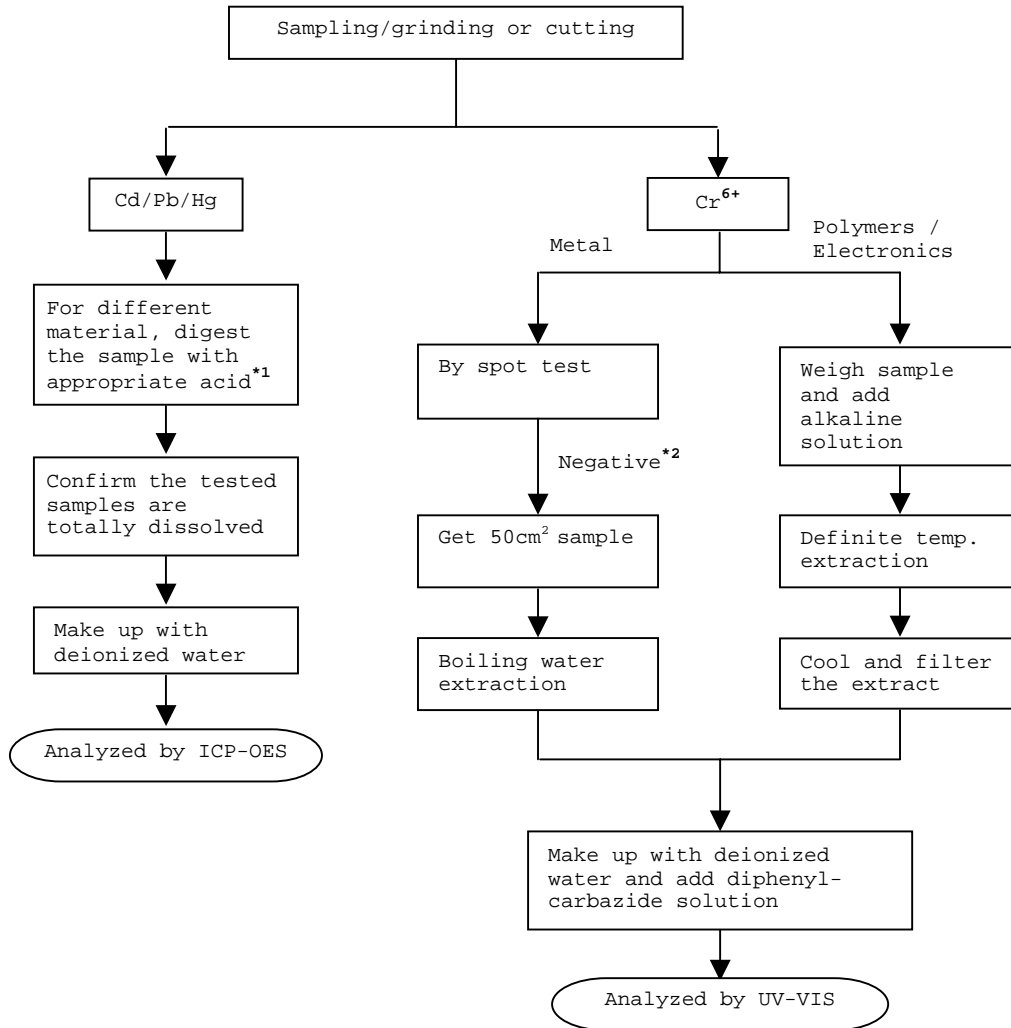 Sampling/grinding or cutting
Cd/Pb/Hg
For different
material, digest
the sample with
appropriate acid*1
Confirm the tested
samples are
totally dissolved
Make up with
deionized water
Analyzed by ICP-OES
Cr6+
Metal
Polymers /
Electronics
By spot test
Negative*2
Get 50cm2 sample
Boiling water
extraction
Weigh sample
and add
alkaline
solution
Definite temp.
extraction
Cool and filter
the extract
Make up with deionized
water and add diphenyl-
carbazide solution
Analyzed by UV-VIS